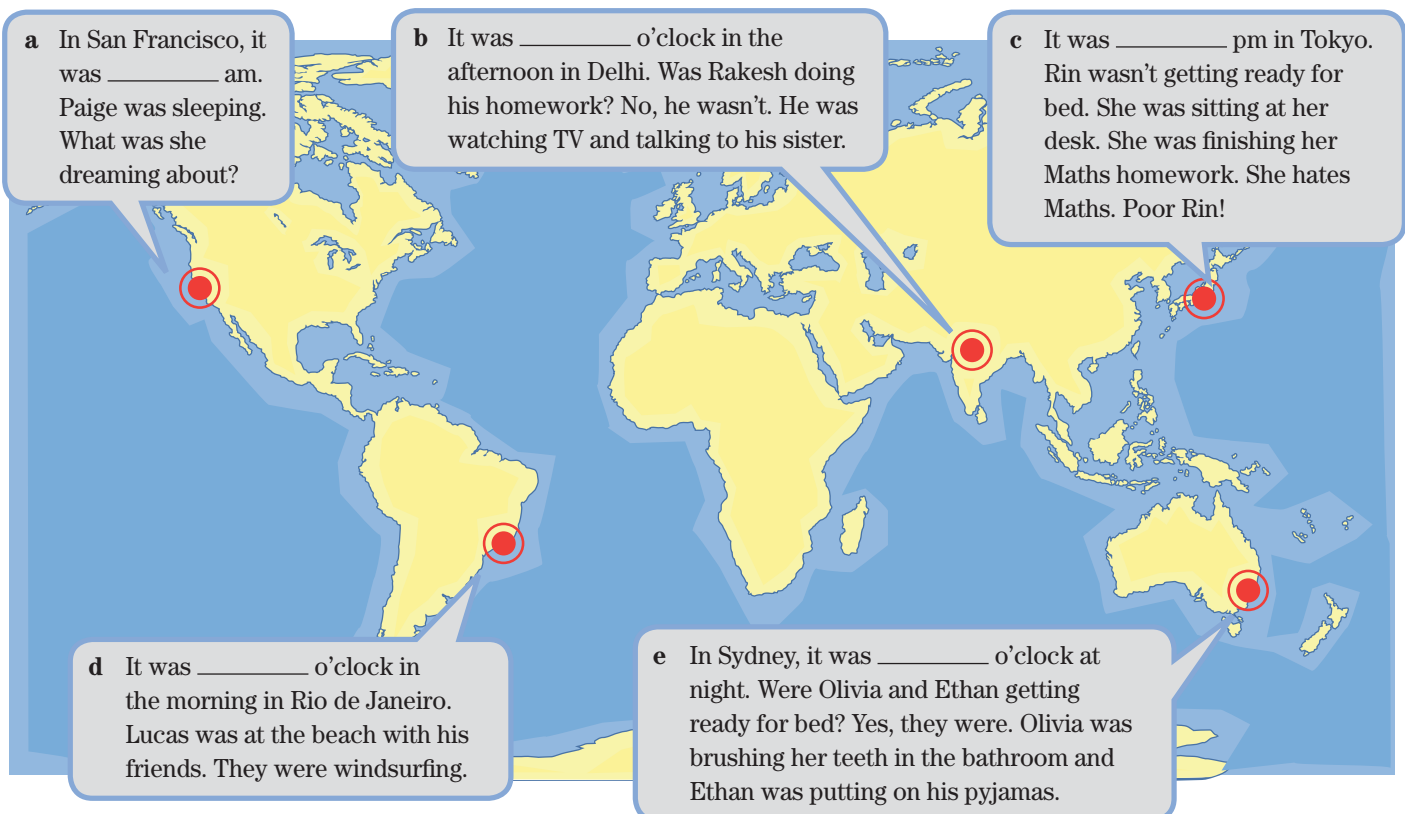 a In San Francisco, it
was ________ am.
Paige was sleeping.
What was she
dreaming about?
b It was ________ o'clock in the
afternoon in Delhi. Was Rakesh doing
his homework? No, he wasn't. He was
watching TV and talking to his sister.
c It was ________ pm in Tokyo.
Rin wasn't getting ready for
bed. She was sitting at her
desk. She was finishing her
Maths homework. She hates
Maths. Poor Rin!
d It was ________ o'clock in
the morning in Rio de Janeiro.
Lucas was at the beach with his
friends. They were windsurfing.
e In Sydney, it was ________ o'clock at
night. Were Olivia and Ethan getting
ready for bed? Yes, they were. Olivia was
brushing her teeth in the bathroom and
Ethan was putting on his pyjamas.